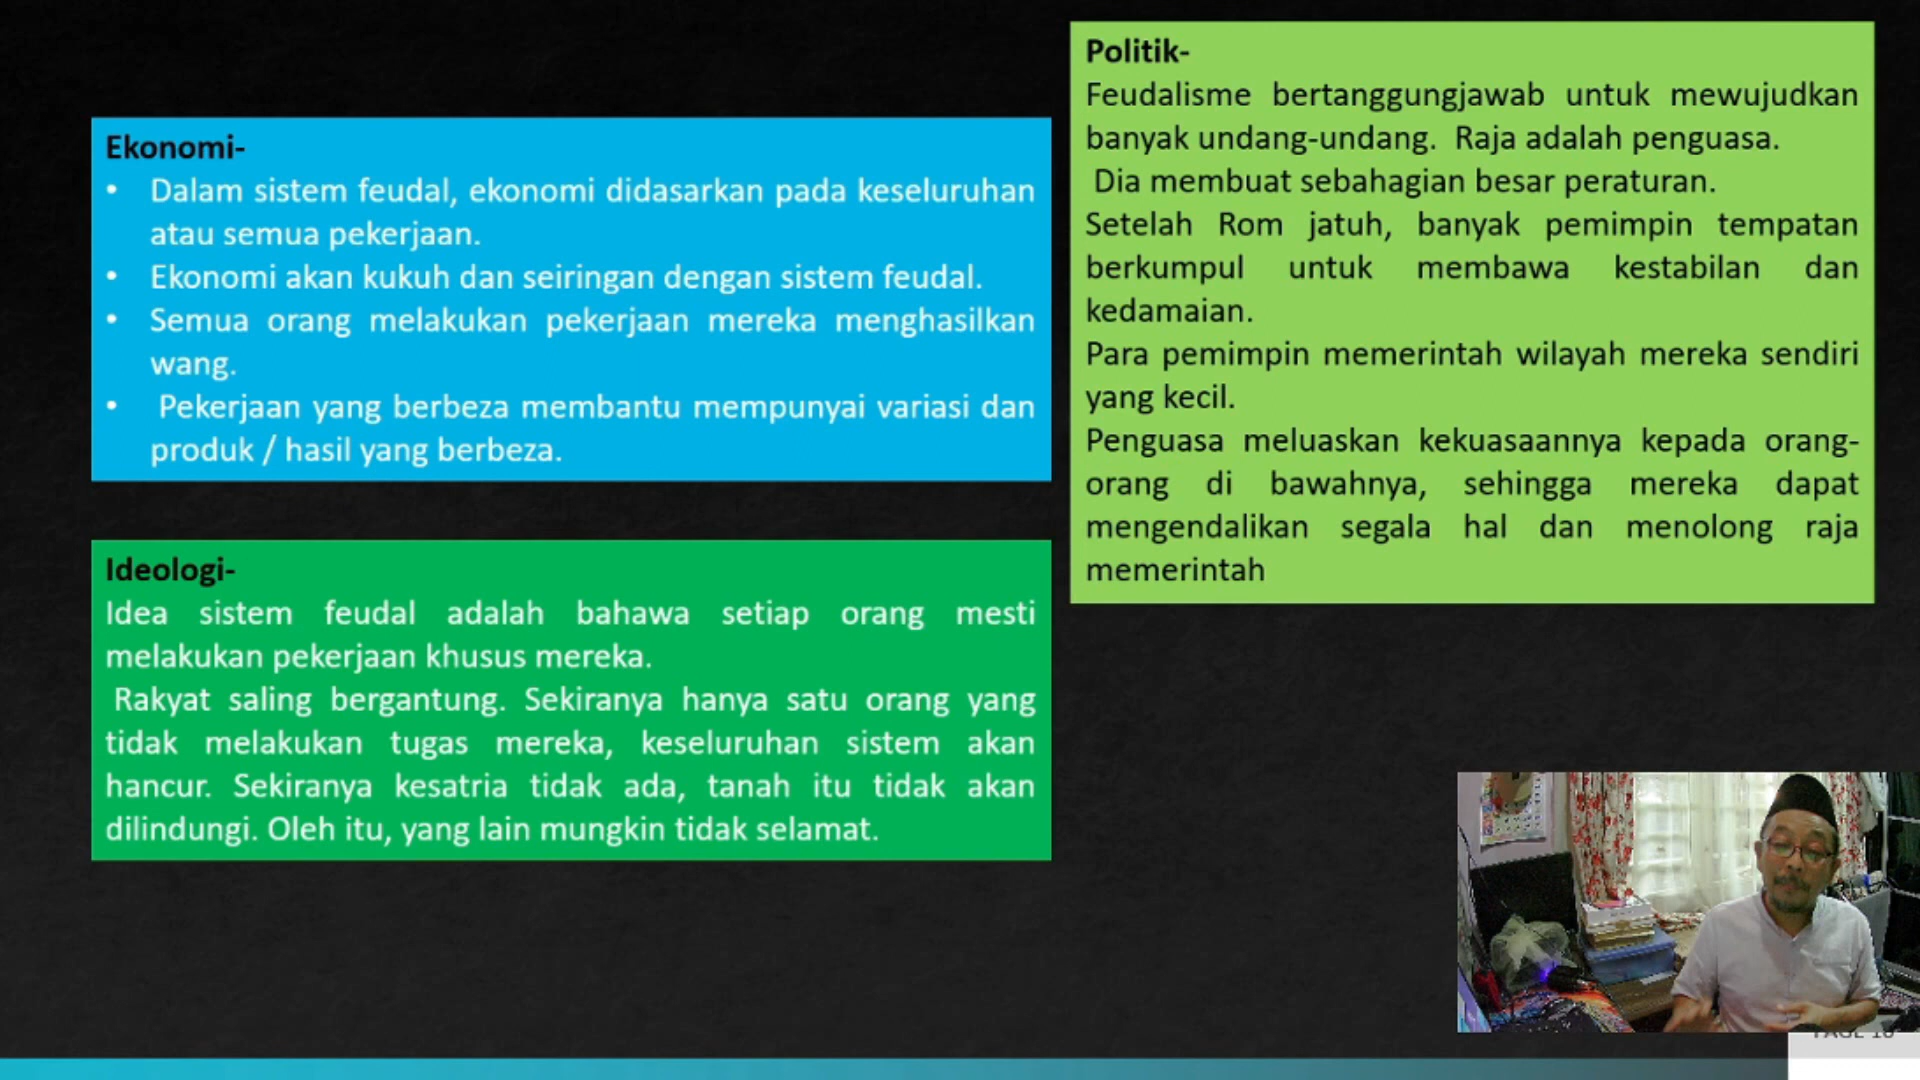 Ekonomi-
• Dalam sistem feudal, ekonomi didasarkan pada keseluruhan
atau semua pekerjaan.
• Ekonomi akan kukuh dan seiringan dengan sistem feudal.
• Semua orang melakukan pekerjaan mereka menghasilkan
wang.
• Pekerjaan yang berbeza membantu mempunyai variasi dan
produk / hasil yang berbeza.
Ideologi-
Idea sistem feudal adalah bahawa setiap orang mesti
melakukan pekerjaan khusus mereka.
Rakyat saling bergantung. Sekiranya hanya satu orang yang
tidak melakukan tugas mereka, keseluruhan sistem akan
hancur. Sekiranya kesatria tidak ada, tanah itu tidak akan
dilindungi. Oleh itu, yang lain mungkin tidak selamat.
Politik-
Feudalisme bertanggungjawab untuk mewujudkan
banyak undang-undang. Raja adalah penguasa.
Dia membuat sebahagian besar peraturan.
Setelah Rom jatuh, banyak pemimpin tempatan
berkumpul untuk membawa kestabilan dan
kedamaian.
Para pemimpin memerintah wilayah mereka sendiri
yang kecil.
Penguasa meluaskan kekuasaannya kepada orang-
orang di bawahnya, sehingga mereka dapat
mengendalikan segala hal dan menolong raja
memerintah